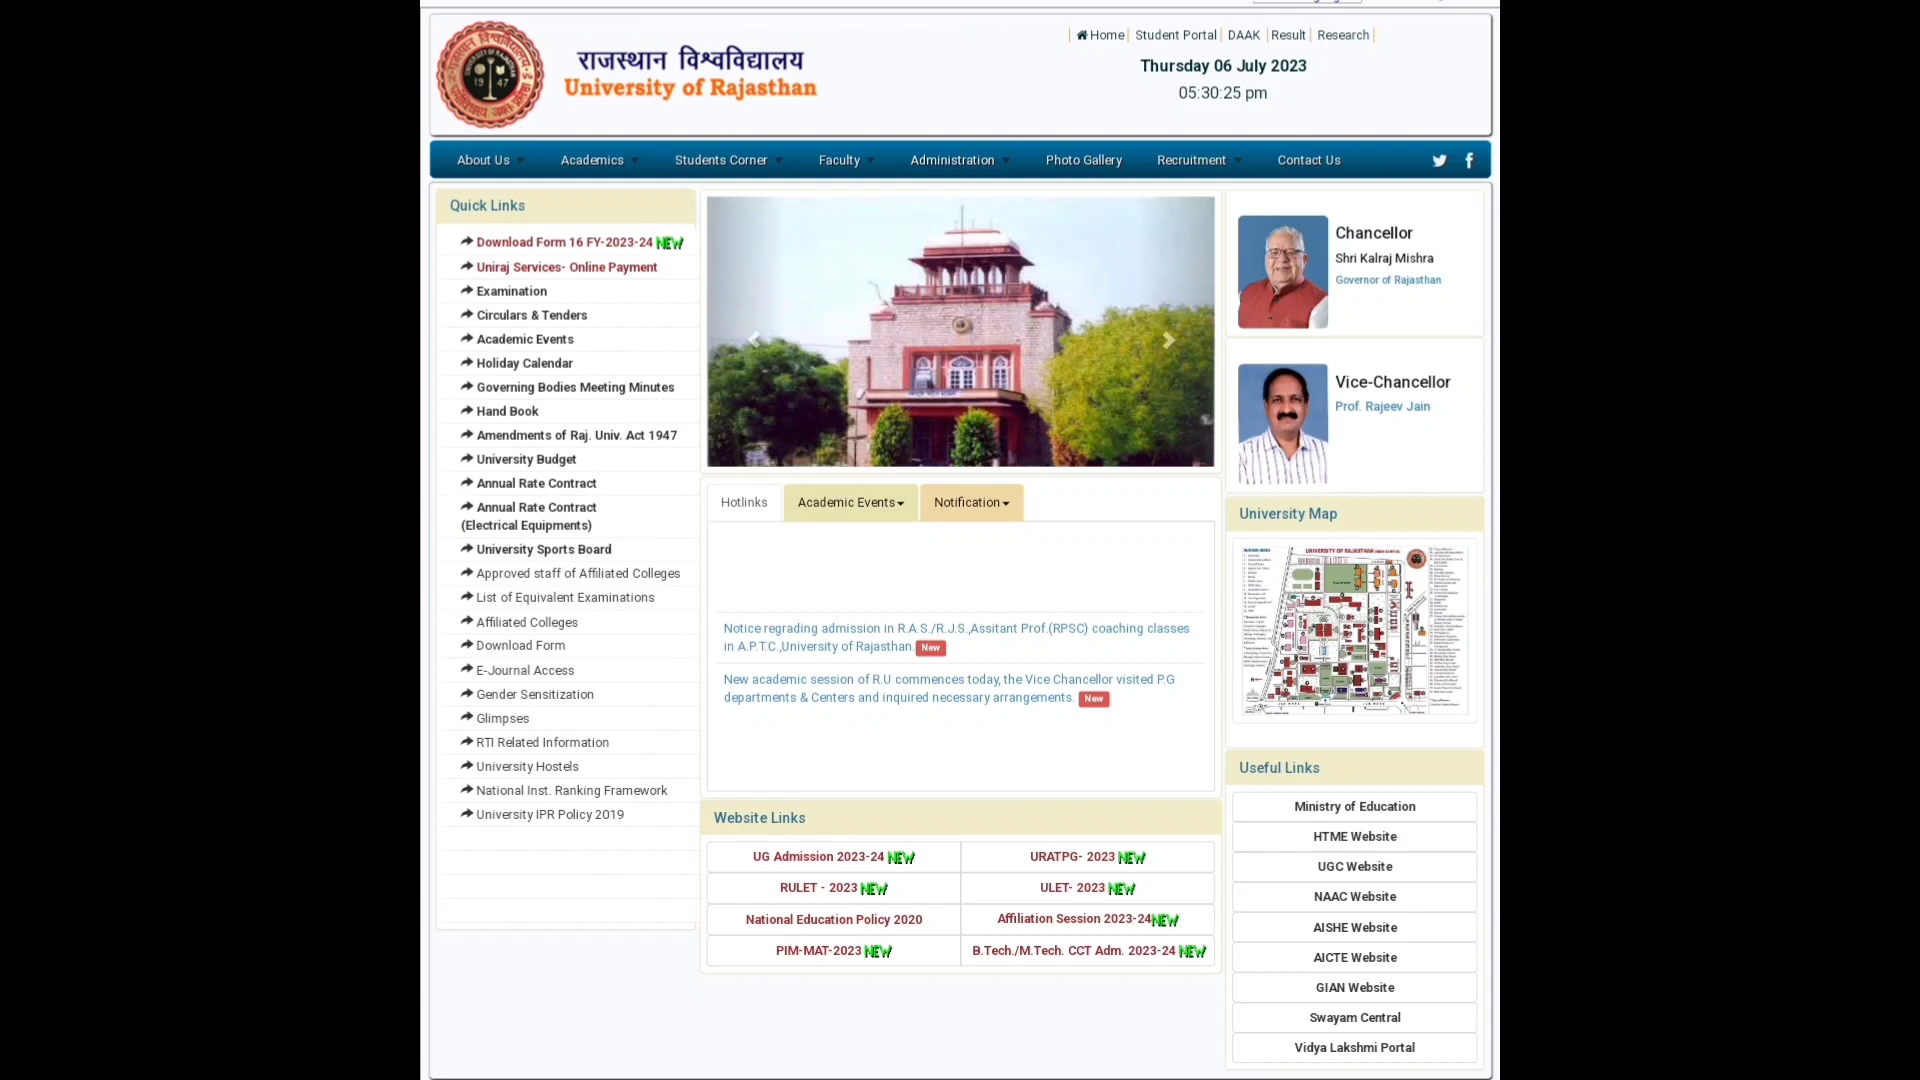 Home
Student Portal
DAAK
Result
Research
राजस्थान विश्वविद्यालय
University of Rajasthan
Thursday 06 July 2023
05:30:25 pm
About Us
Academics
Students Corner
Faculty
Administration
Photo Gallery
Recruitment
Contact Us
Quick Links
Download Form 16 FY-2023-24 NEW
Uniraj Services- Online Payment
Examination
Circulars & Tenders
Academic Events
Holiday Calendar
Governing Bodies Meeting Minutes
Hand Book
Amendments of Raj. Univ. Act 1947
University Budget
Annual Rate Contract
Annual Rate Contract
(Electrical Equipments)
University Sports Board
Approved staff of Affiliated Colleges
List of Equivalent Examinations
Affiliated Colleges
Download Form
E-Journal Access
Gender Sensitization
Glimpses
RTI Related Information
University Hostels
National Inst. Ranking Framework
University IPR Policy 2019
Hotlinks
Academic Events
Notification
Notice regrading admission in R.A.S./R.J.S.,Assitant Prof.(RPSC) coaching classes
in A.P.T.C.,University of Rajasthan. New
New academic session of R.U commences today, the Vice Chancellor visited P.G
departments & Centers and inquired necessary arrangements. New
Website Links
UG Admission 2023-24 NEW
URATPG- 2023 NEW
RULET - 2023 NEW
ULET- 2023 NEW
National Education Policy 2020
Affiliation Session 2023-24 NEW
PIM-MAT-2023 NEW
B.Tech./M.Tech. CCT Adm. 2023-24 NEW
Chancellor
Shri Kalraj Mishra
Governor of Rajasthan
Vice-Chancellor
Prof. Rajeev Jain
University Map
UNIVERSITY OF RAJASTHAN
Useful Links
Ministry of Education
HTME Website
UGC Website
NAAC Website
AISHE Website
AICTE Website
GIAN Website
Swayam Central
Vidya Lakshmi Portal